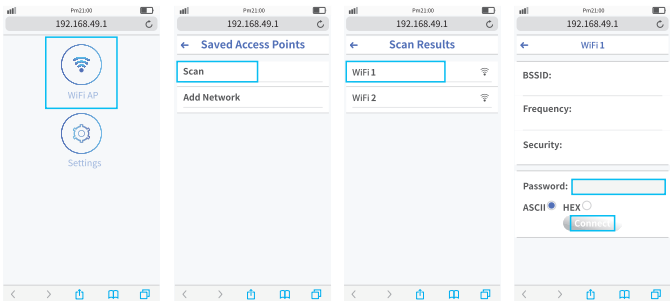 Pm21:00
192.168.49.1
WiFi AP
Settings
Pm21:00
192.168.49.1
Saved Access Points
Scan
Add Network
Pm21:00
192.168.49.1
Scan Results
WiFi 1
WiFi 2
Pm21:00
192.168.49.1
WiFi 1
BSSID:
Frequency:
Security:
Password:
ASCII HEX
Connect